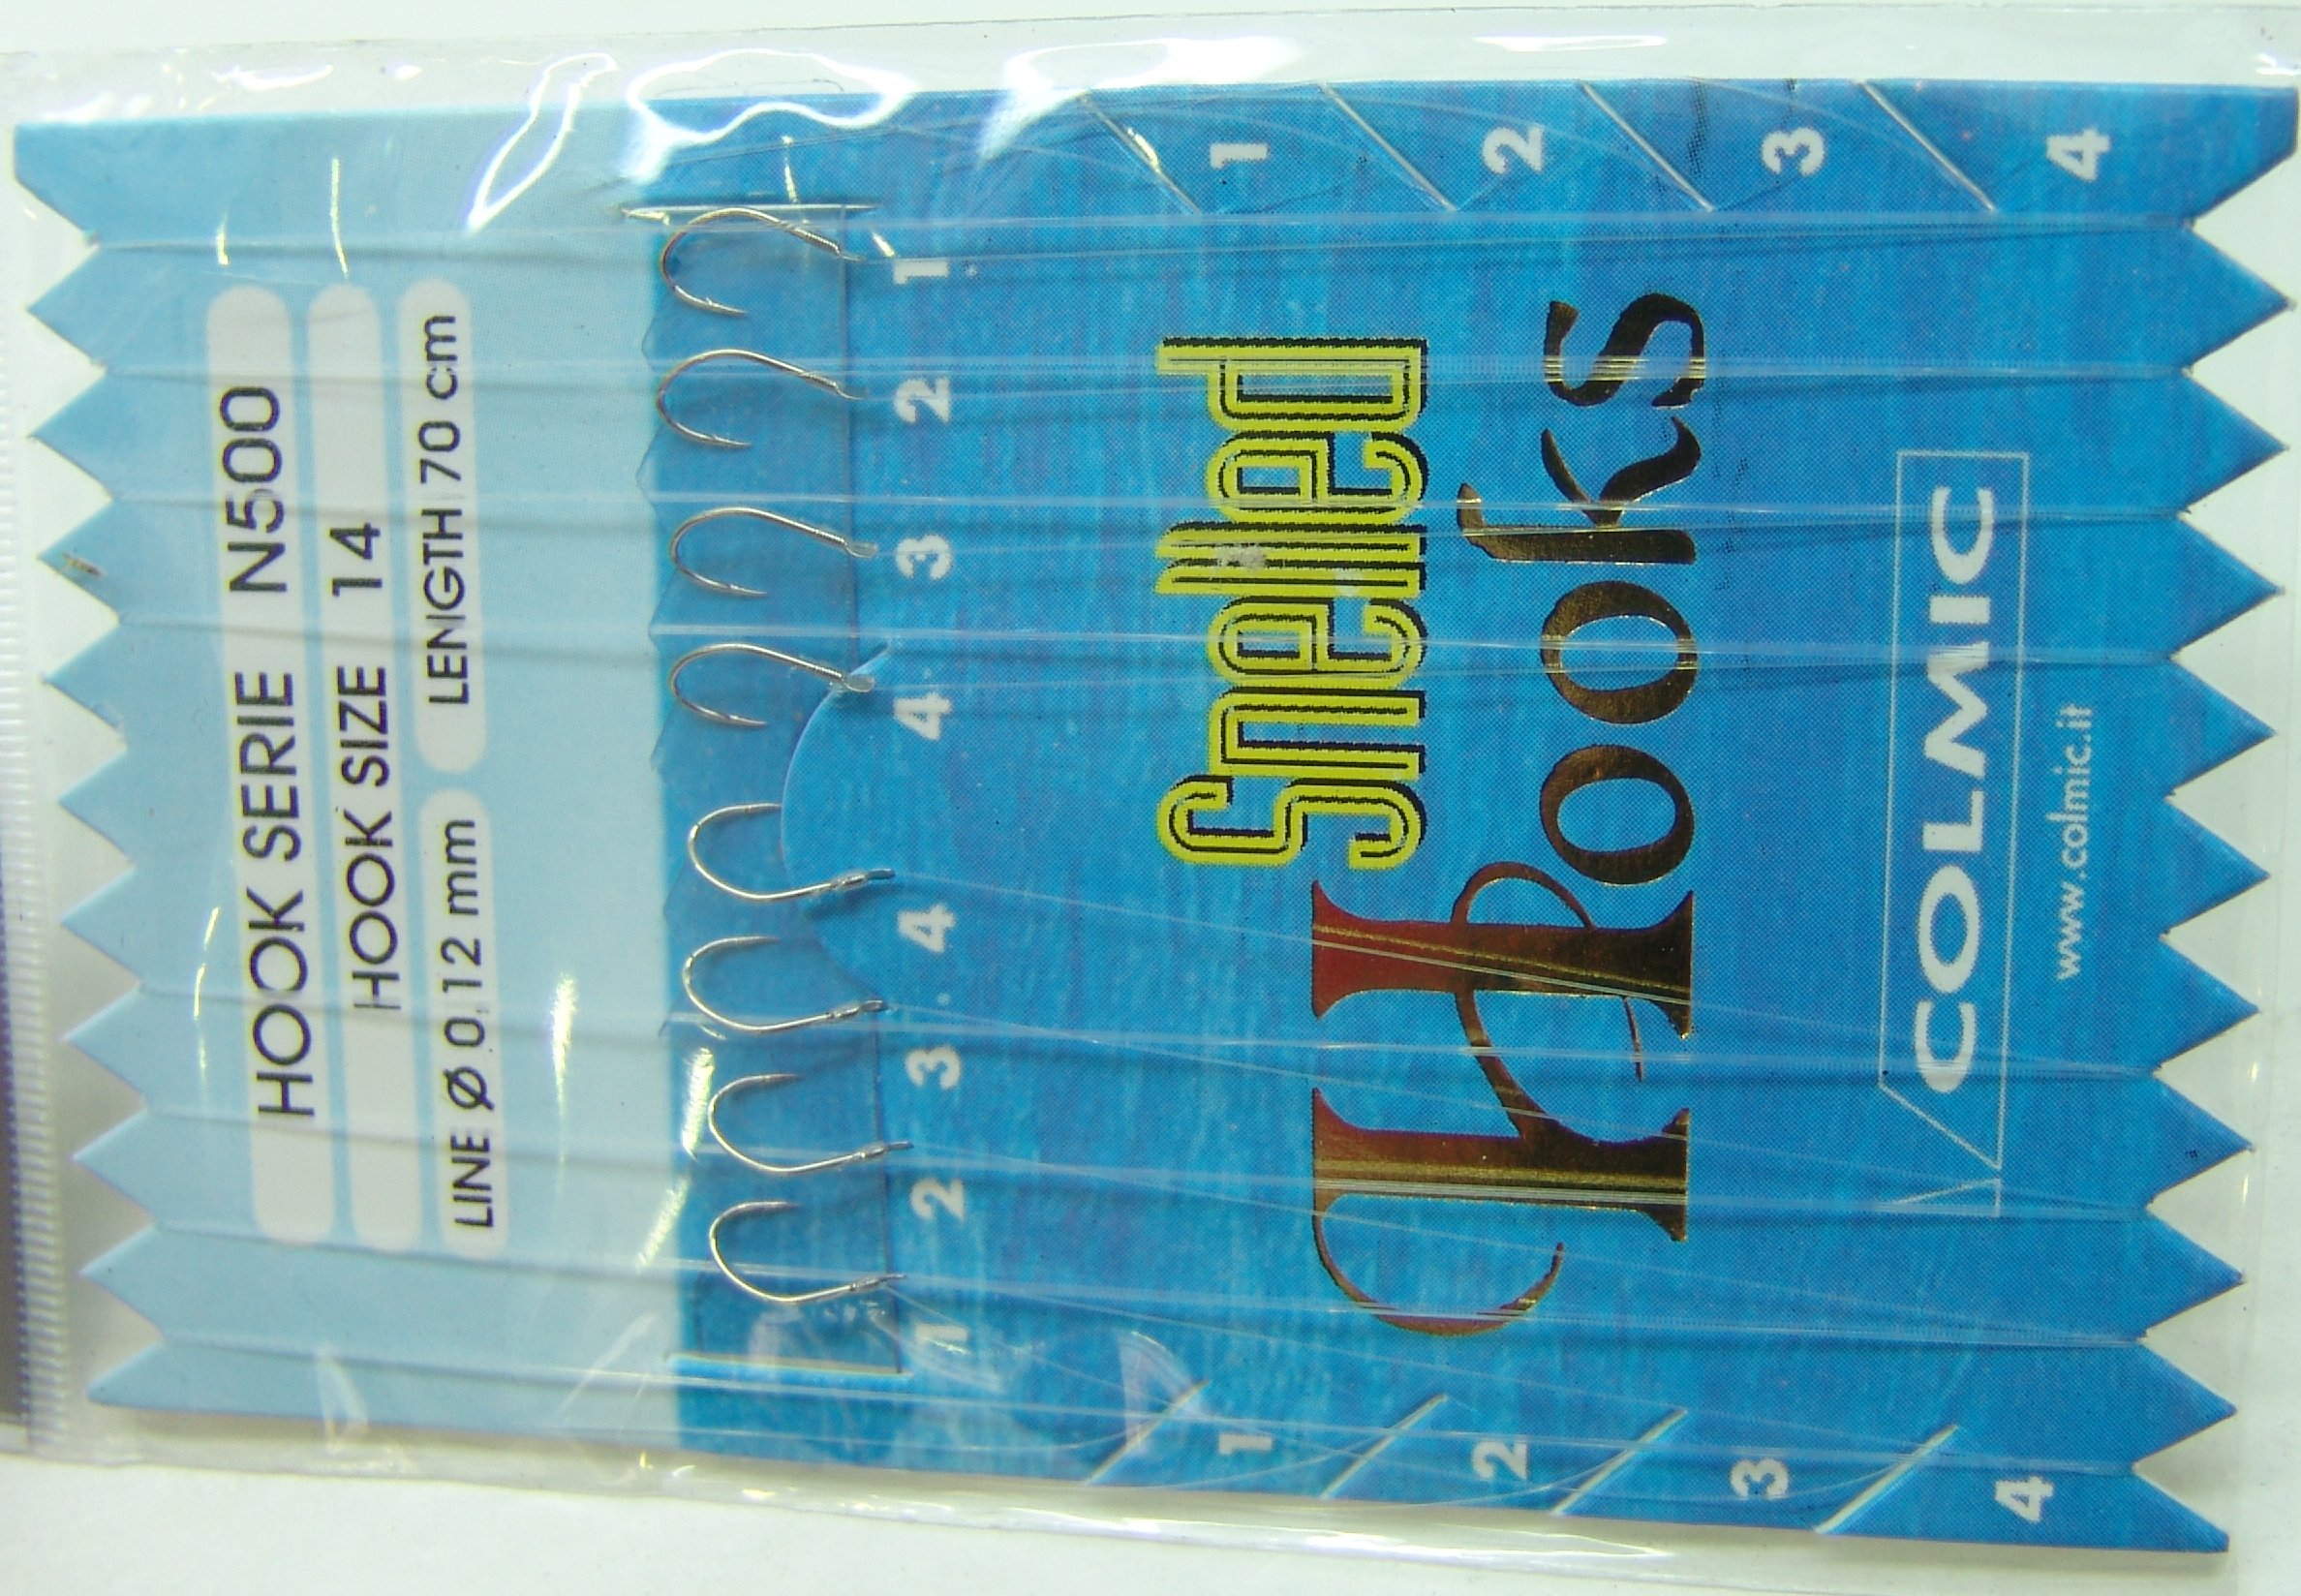 HOOK SERIE N500
HOOK SIZE 14
LINE Ø 0,12 mm LENGTH 70 cm
1 2 3 4 4 3 2 1
Snelled
Hooks
COLMIC
www.colmic.it
1 1
2 2
3 3
4 4